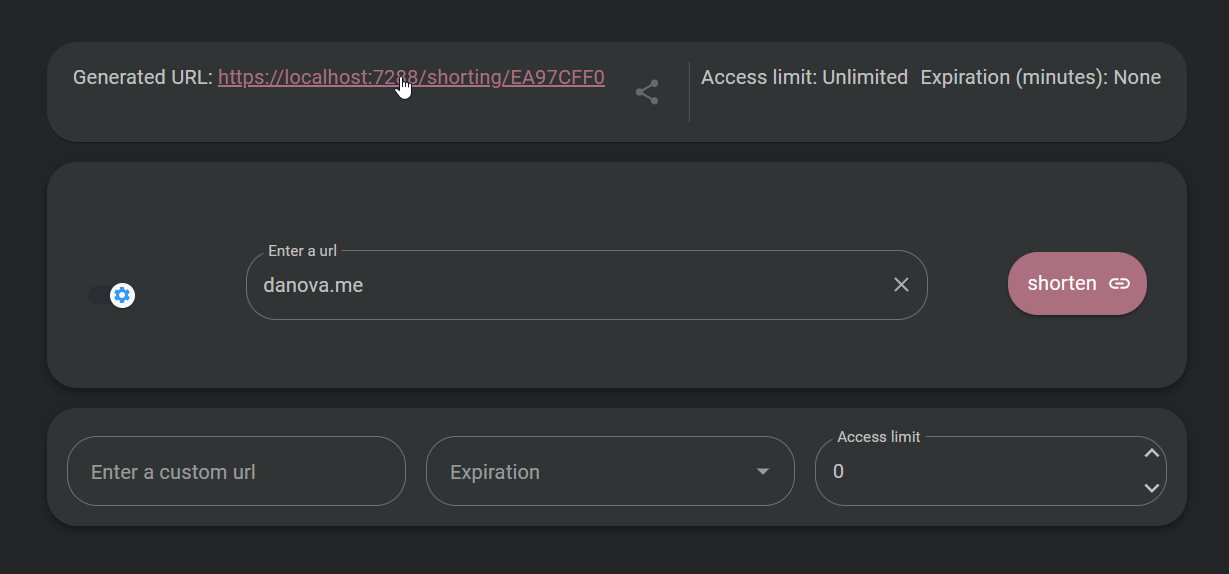 Generated URL: https://localhost:7288/shorting/EA97CFF0 Access limit: Unlimited Expiration (minutes): None
Enter a url
danova.me
shorten
Access limit
Enter a custom url Expiration 0